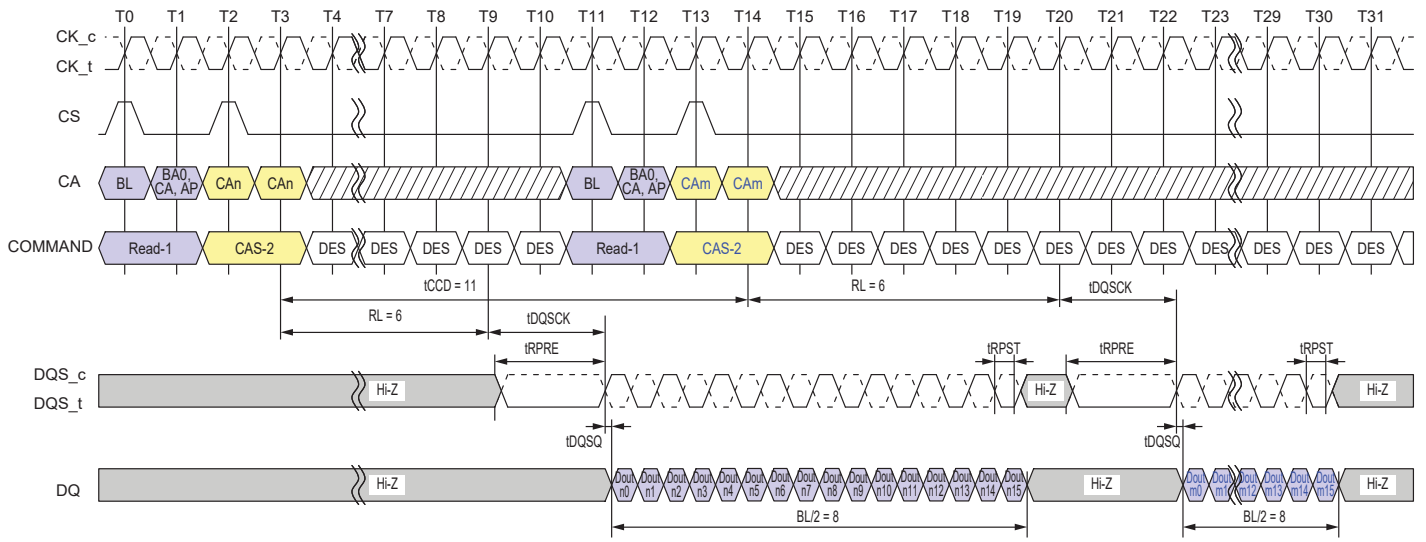 T0 T1 T2 T3 T4 T7 T8 T9 T10 T11 T12 T13 T14 T15 T16 T17 T18 T19 T20 T21 T22 T23 T29 T30 T31
CK_c
CK_t
CS
CA BL BA0, CA, AP CAn CAn BL BA0, CA, AP CAm CAm
COMMAND Read-1 CAS-2 DES DES DES DES DES Read-1 CAS-2 DES DES DES DES DES DES DES DES DES DES DES DES
tCCD = 11 RL = 6 tDQSCK
RL = 6 tDQSCK
tRPRE tRPST tRPRE tRPST
DQS_c
DQS_t
Hi-Z Hi-Z Hi-Z
tDQSQ tDQSQ
DQ Hi-Z Dout n0 Dout n1 Dout n2 Dout n3 Dout n4 Dout n5 Dout n6 Dout n7 Dout n8 Dout n9 Dout n10 Dout n11 Dout n12 Dout n13 Dout n14 Dout n15 Hi-Z Dout m0 Dout m1 Dout m12 Dout m13 Dout m14 Dout m15 Hi-Z
BL/2 = 8 BL/2 = 8